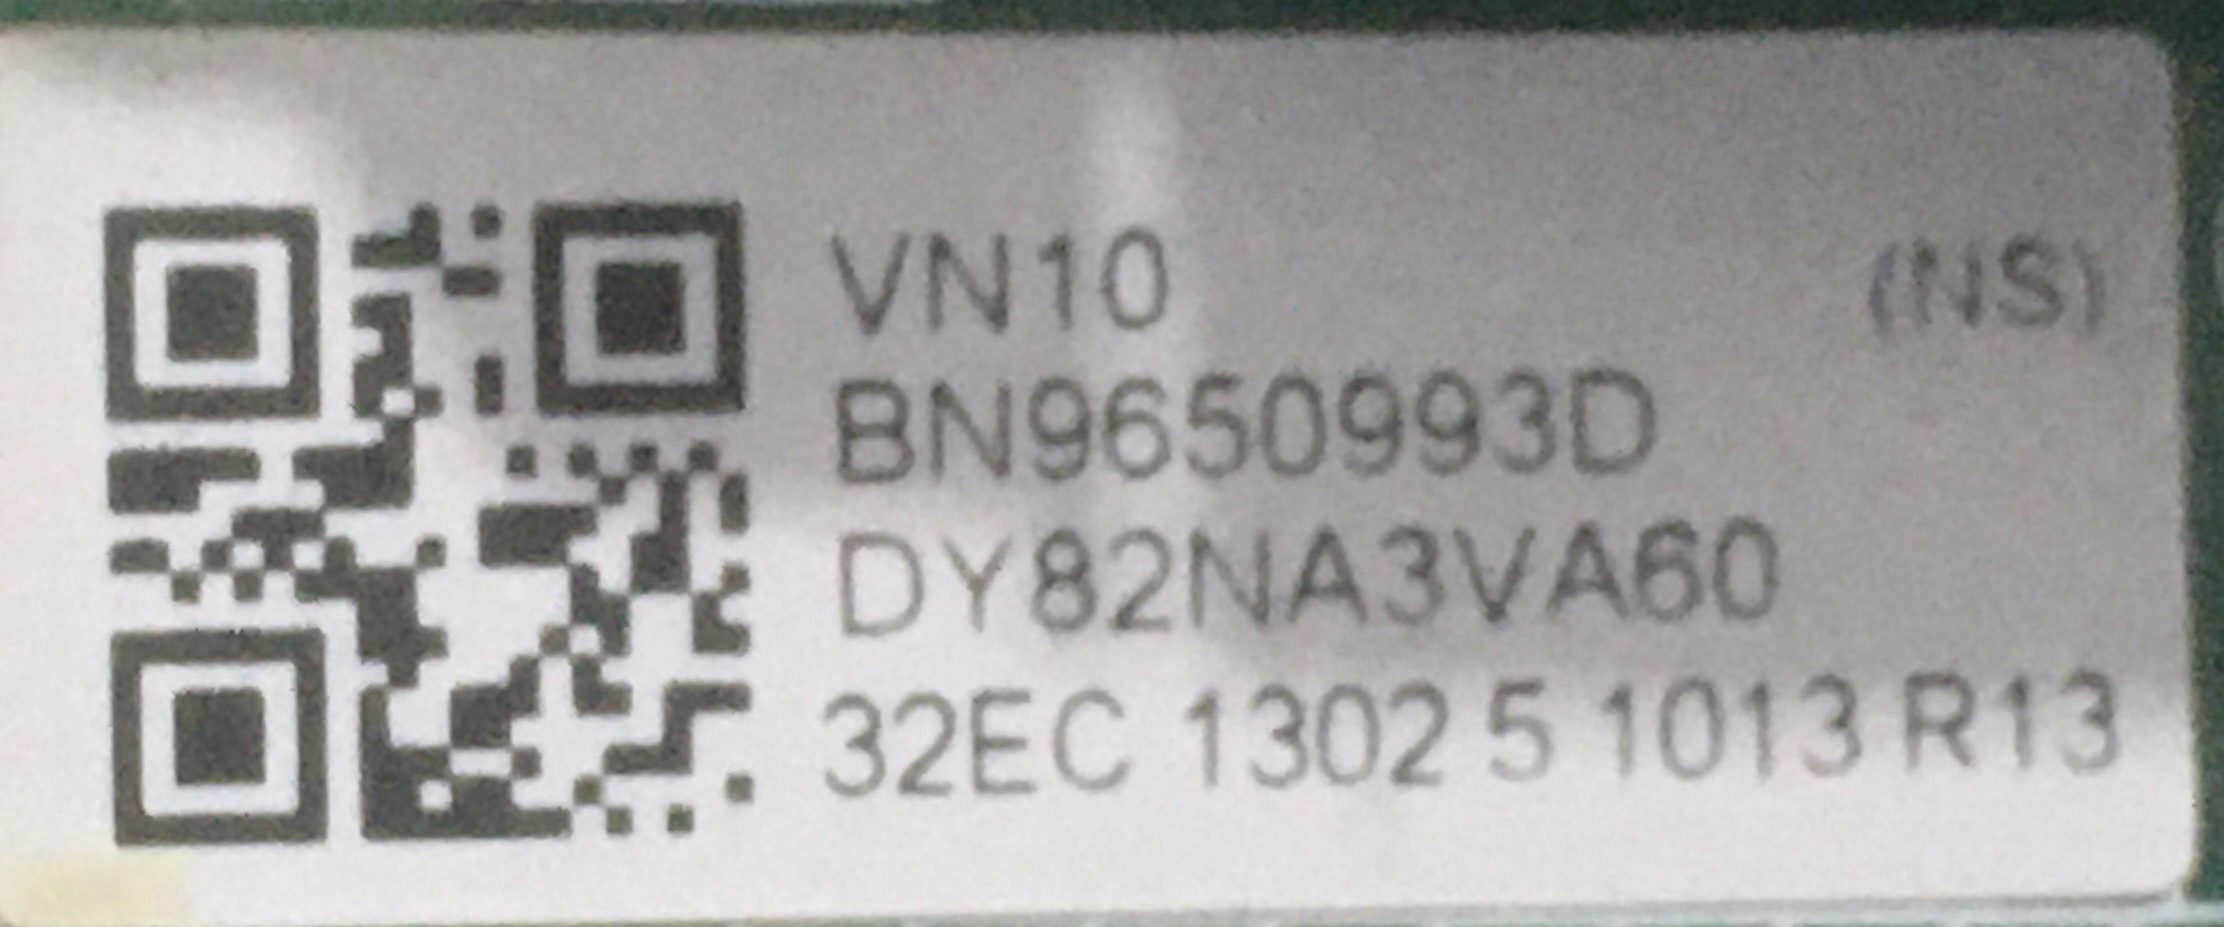 VN10 (NS)
BN9650993D
DY82NA3VA60
32EC 1302 5 1013 R13